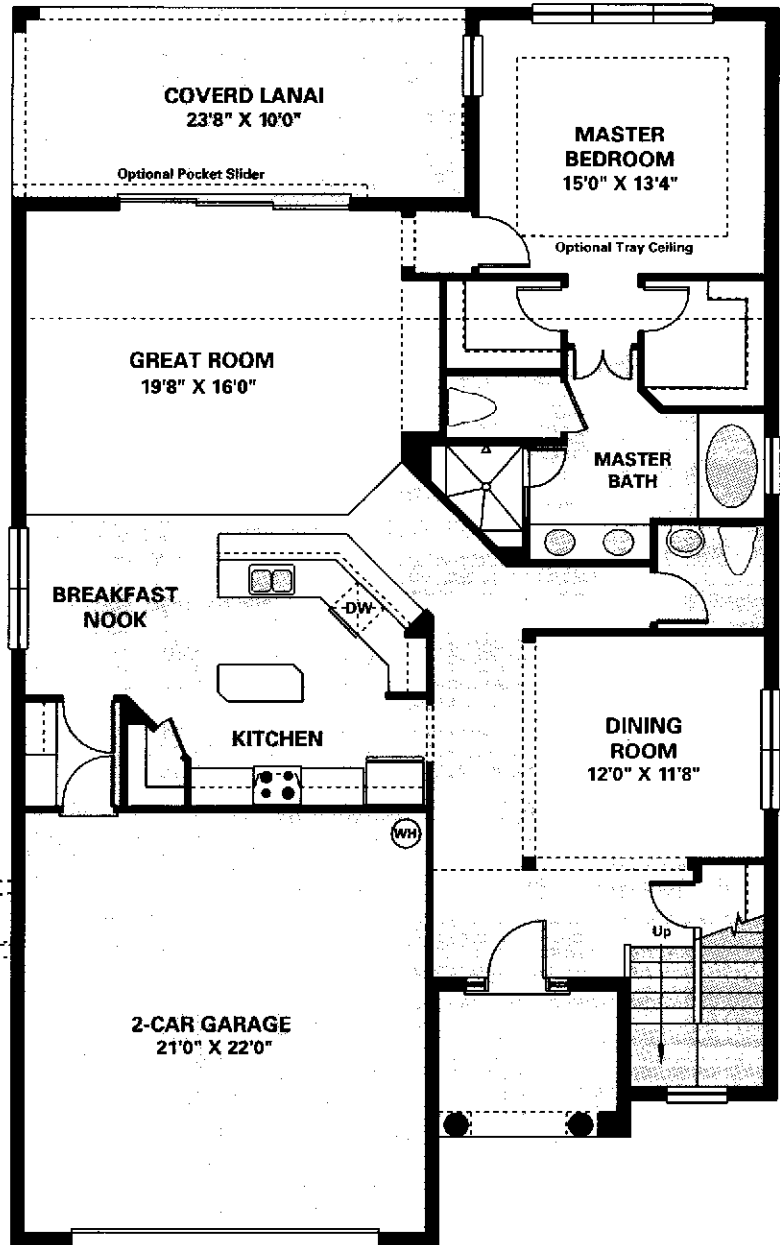 COVERD LANAI
23'8" X 10'0"
Optional Pocket Slider
MASTER
BEDROOM
15'0" X 13'4"
Optional Tray Ceiling
GREAT ROOM
19'8" X 16'0"
MASTER
BATH
BREAKFAST
NOOK
DW
KITCHEN
DINING
ROOM
12'0" X 11'8"
WH
Up
2-CAR GARAGE
21'0" X 22'0"